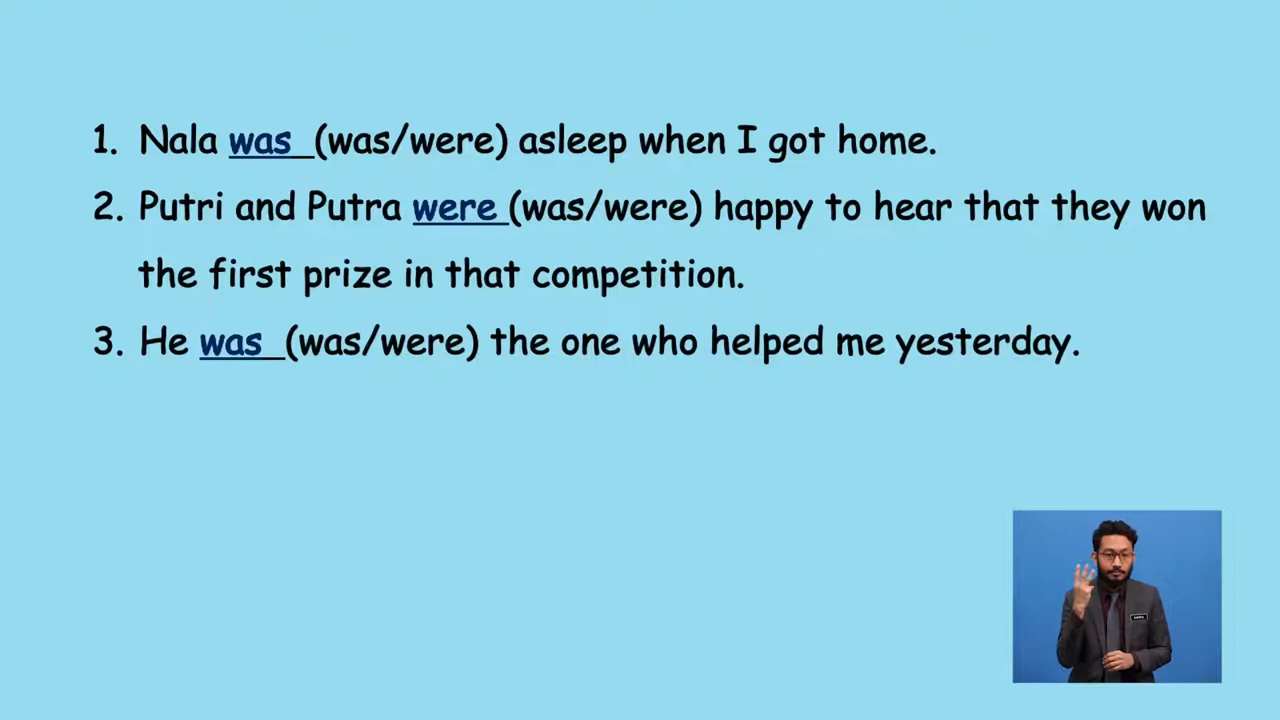 1. Nala was _(was/were) asleep when I got home.
2. Putri and Putra were (was/were) happy to hear that they won
the first prize in that competition.
3. He was _(was/were) the one who helped me yesterday.